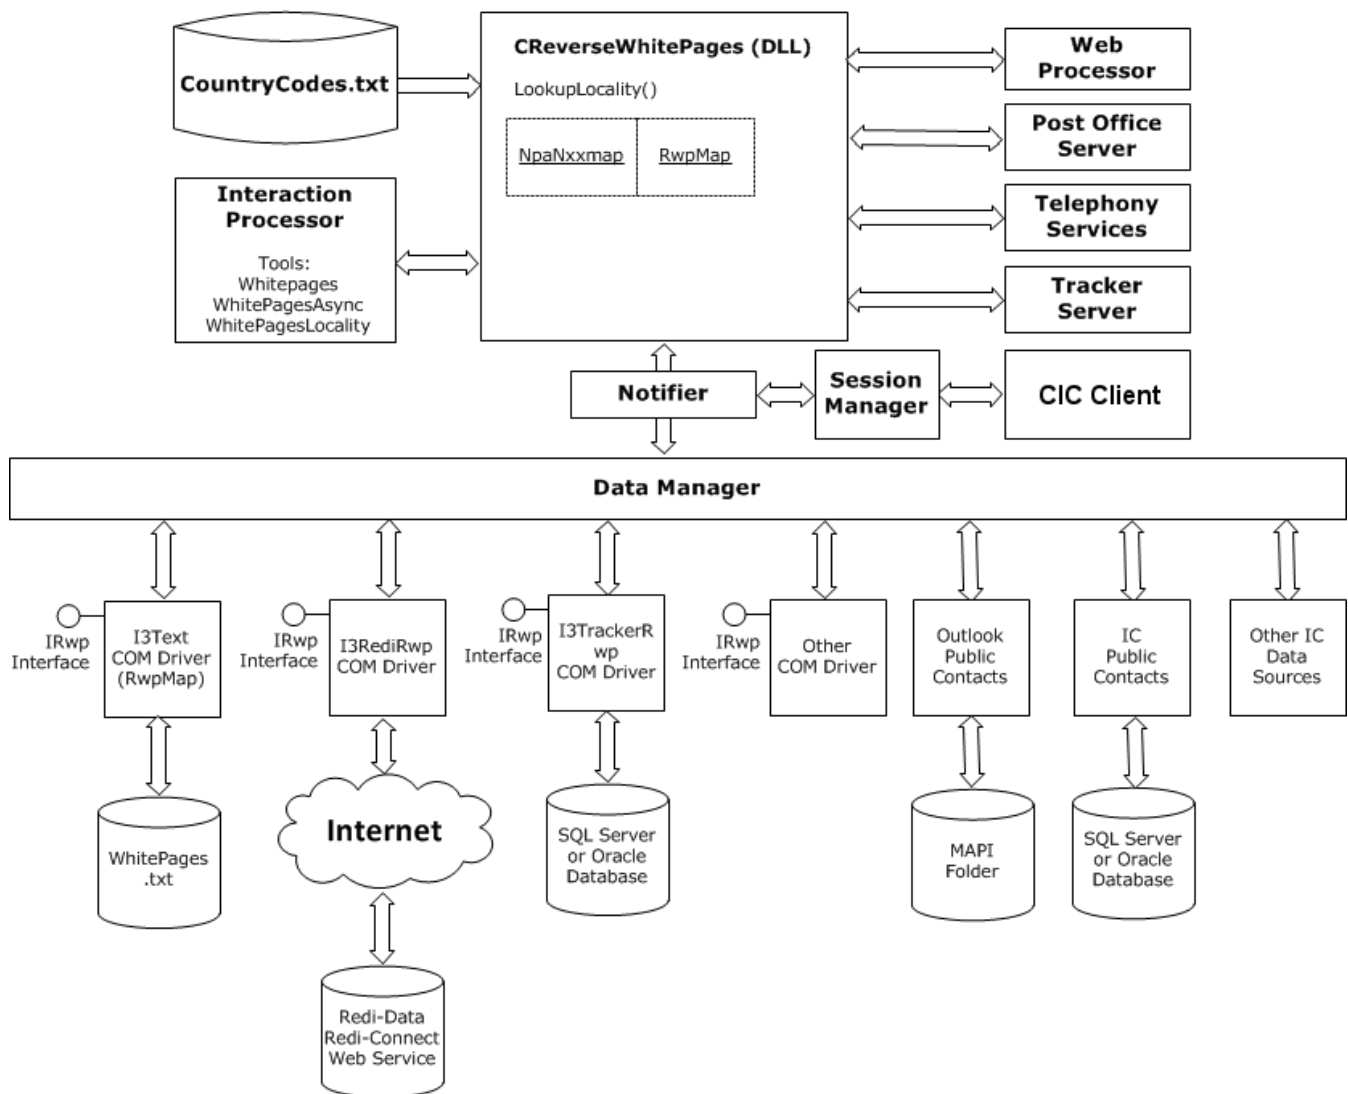 CountryCodes.txt
CReverseWhitePages (DLL)
LookupLocality()
NpaNxxmap
RwpMap
Web
Processor
Post Office
Server
Telephony
Services
Tracker
Server
Interaction
Processor
Tools:
Whitepages
WhitePagesAsync
WhitePagesLocality
Notifier
Session
Manager
CIC Client
Data Manager
IRwp
Interface
I3Text
COM Driver
(RwpMap)
IRwp
Interface
I3RediRwp
COM Driver
IRwp
Interface
I3TrackerR
wp
COM Driver
IRwp
Interface
Other
COM Driver
Outlook
Public
Contacts
IC
Public
Contacts
Other IC
Data
Sources
WhitePages
.txt
Internet
SQL Server
or Oracle
Database
MAPI
Folder
SQL Server
or Oracle
Database
Redi-Data
Redi-Connect
Web Service